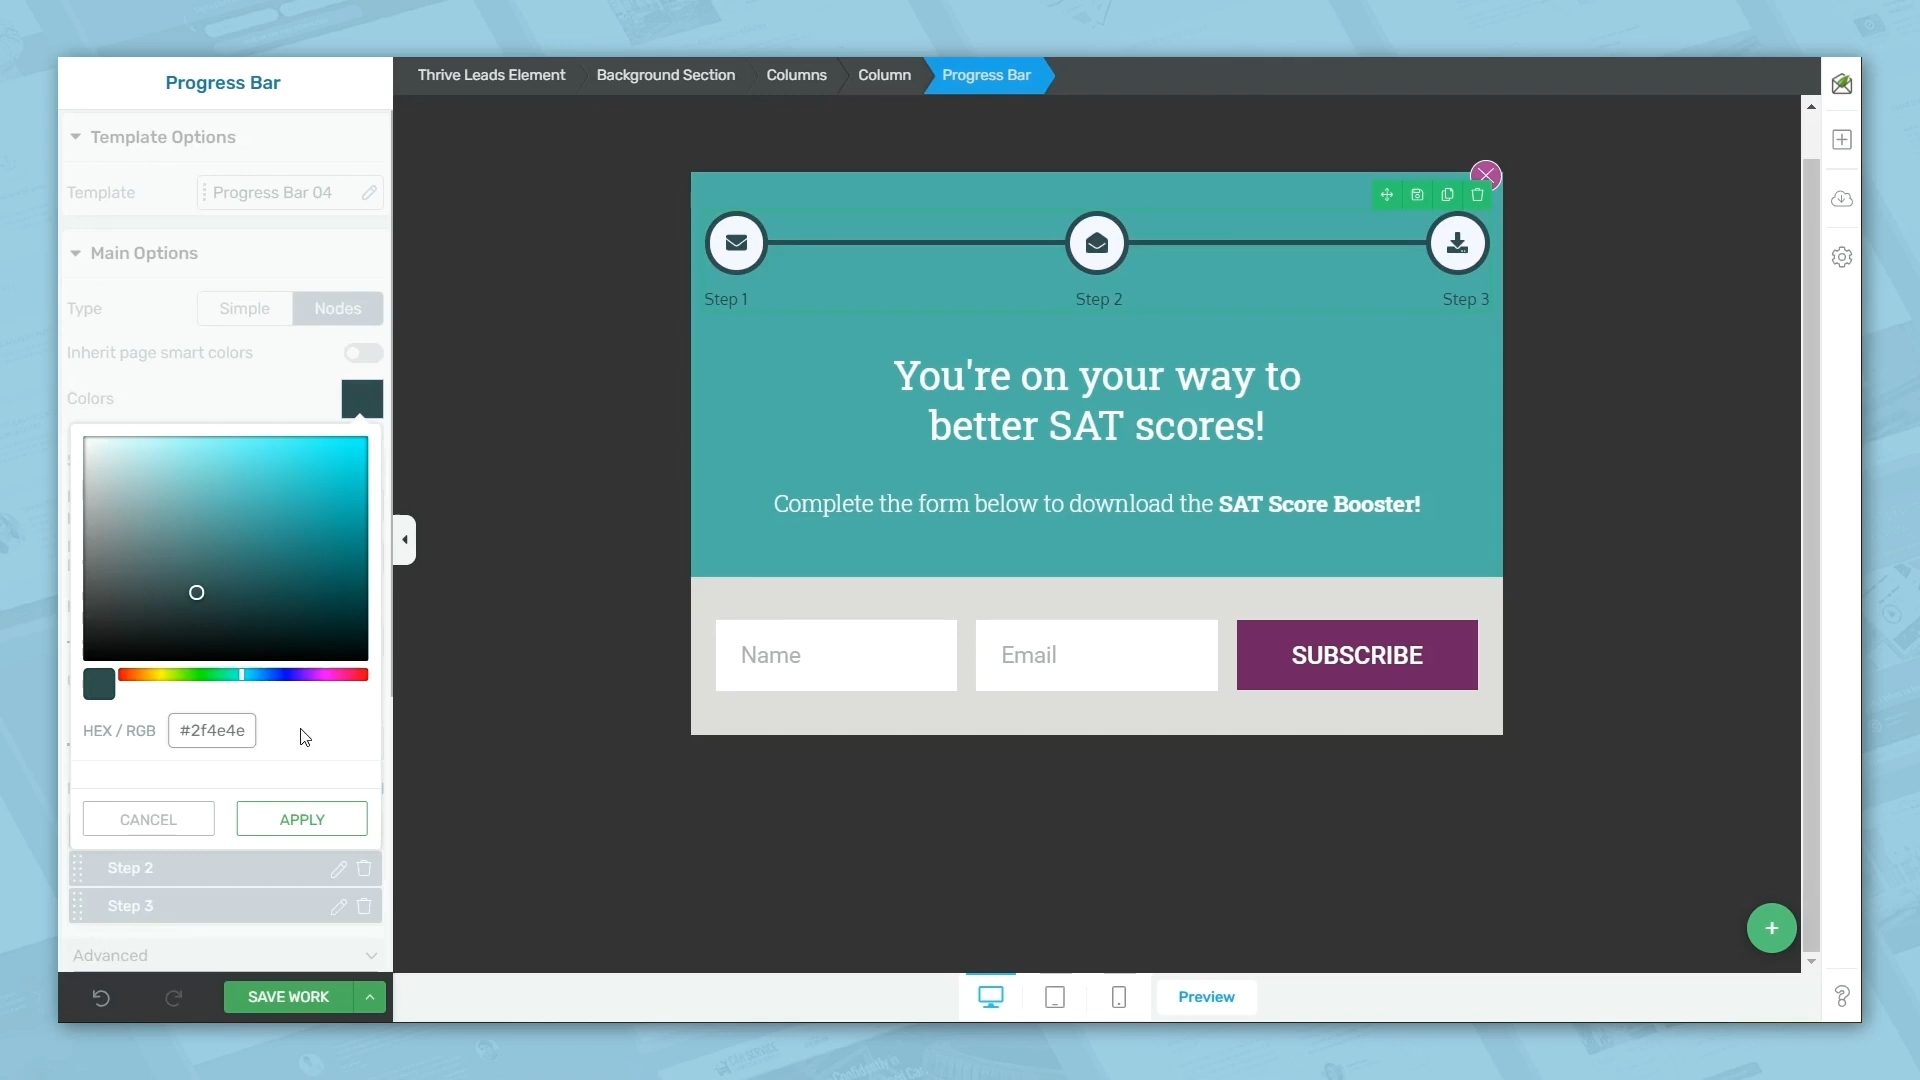 Progress Bar
Thrive Leads Element
Background Section
Columns
Column
Progress Bar
Template Options
Template
Progress Bar 04
Main Options
Type
Simple
Nodes
Inherit page smart colors
Colors
HEX / RGB
#2f4e4e
CANCEL
APPLY
Step 2
Step 3
Advanced
SAVE WORK
Step 1
Step 2
Step 3
You're on your way to
better SAT scores!
Complete the form below to download the SAT Score Booster!
Name
Email
SUBSCRIBE
Preview